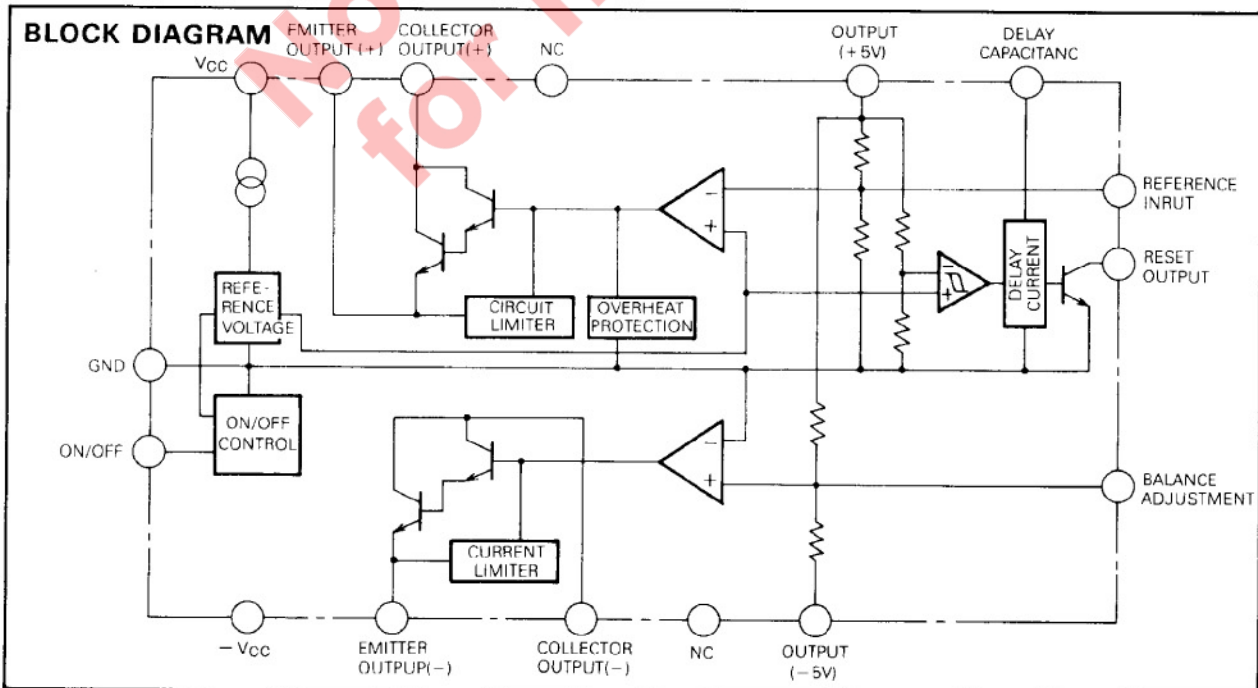 No
for n
BLOCK DIAGRAM
EMITTER
OUTPUT (+)
COLLECTOR
OUTPUT(+)
NC
OUTPUT
(+5V)
DELAY
CAPACITANC
VCC
REFERENCE
INRUT
RESET
OUTPUT
REFE-
RENCE
VOLTAGE
CIRCUIT
LIMITER
OVERHEAT
PROTECTION
DELAY
CURRENT
−
+
−
+
GND
ON/OFF
CONTROL
ON/OFF
−
+
BALANCE
ADJUSTMENT
CURRENT
LIMITER
−VCC
EMITTER
OUTPUP(−)
COLLECTOR
OUTPUT(−)
NC
OUTPUT
(−5V)